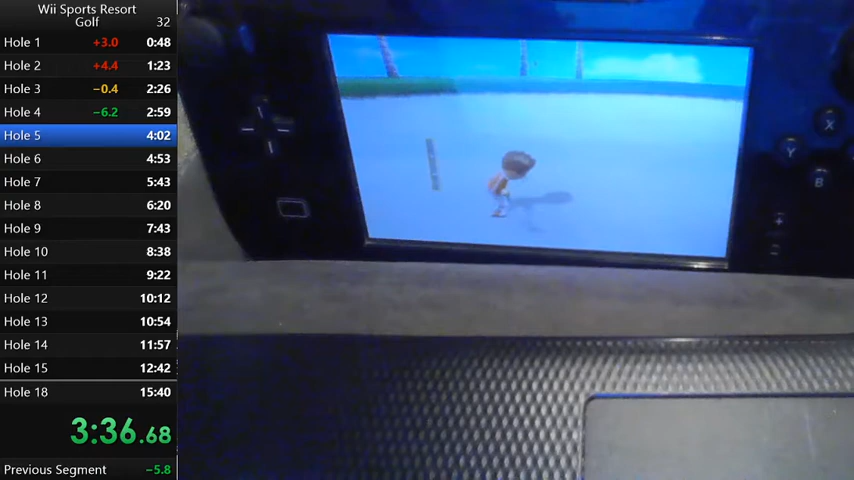 Wii Sports Resort
Golf 32
Hole 1 +3.0 0:48
Hole 2 +4.4 1:23
Hole 3 −0.4 2:26
Hole 4 −6.2 2:59
Hole 5 4:02
Hole 6 4:53
Hole 7 5:43
Hole 8 6:20
Hole 9 7:43
Hole 10 8:38
Hole 11 9:22
Hole 12 10:12
Hole 13 10:54
Hole 14 11:57
Hole 15 12:42
Hole 18 15:40
3:36.68
Previous Segment −5.8
X
Y
B
+